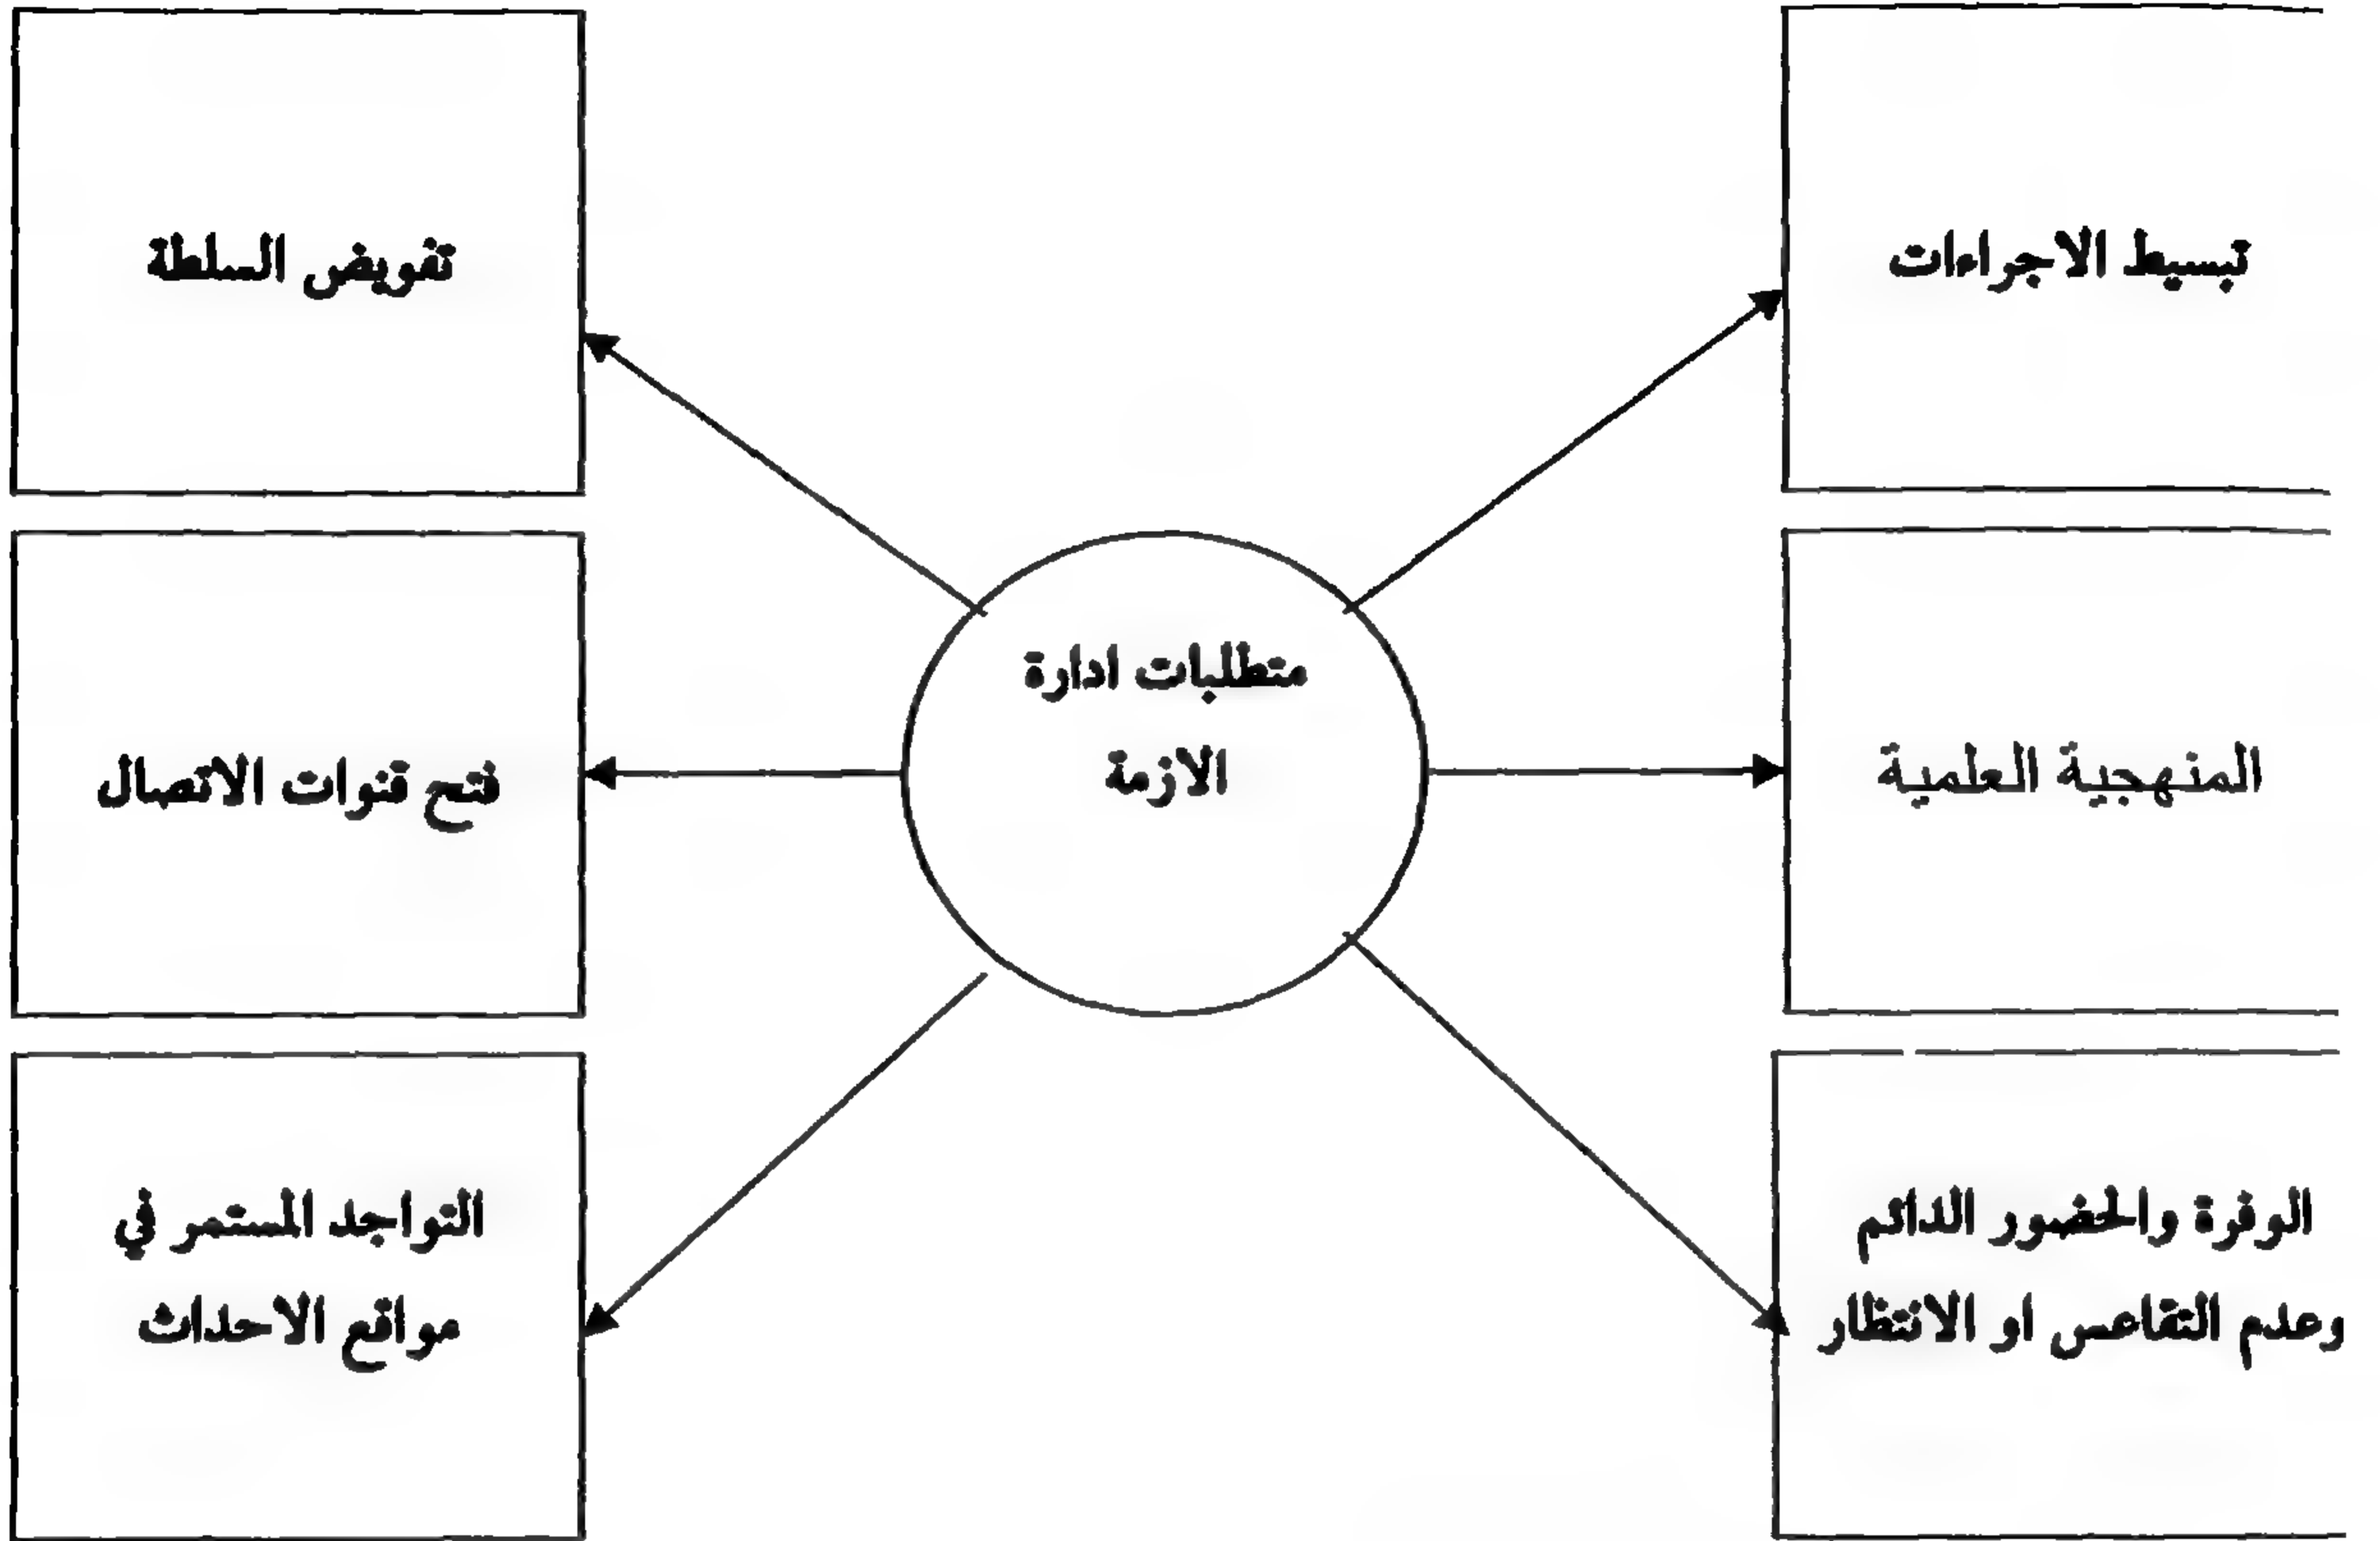 تبسيط الاجراءات
تفويض السلطة
متطلبات ادارة
الازمة
المنهجية العلمية
فتح قنوات الاتصال
الوفرة والحضور الدائم
وعدم التقاعس او الانتظار
التواجد المستمر في
مواقع الاحداث